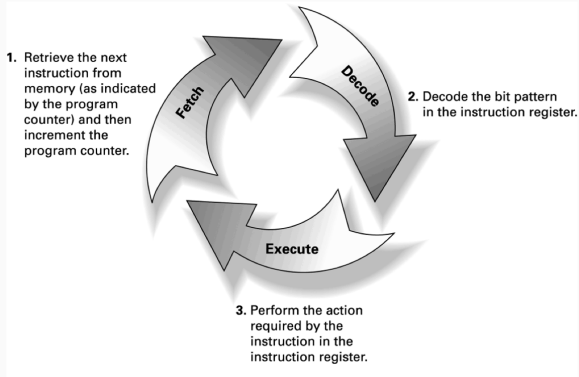 1. Retrieve the next
instruction from
memory (as indicated
by the program
counter) and then
increment the
program counter.
Fetch
Decode
2. Decode the bit pattern
in the instruction register.
Execute
3. Perform the action
required by the
instruction in the
instruction register.